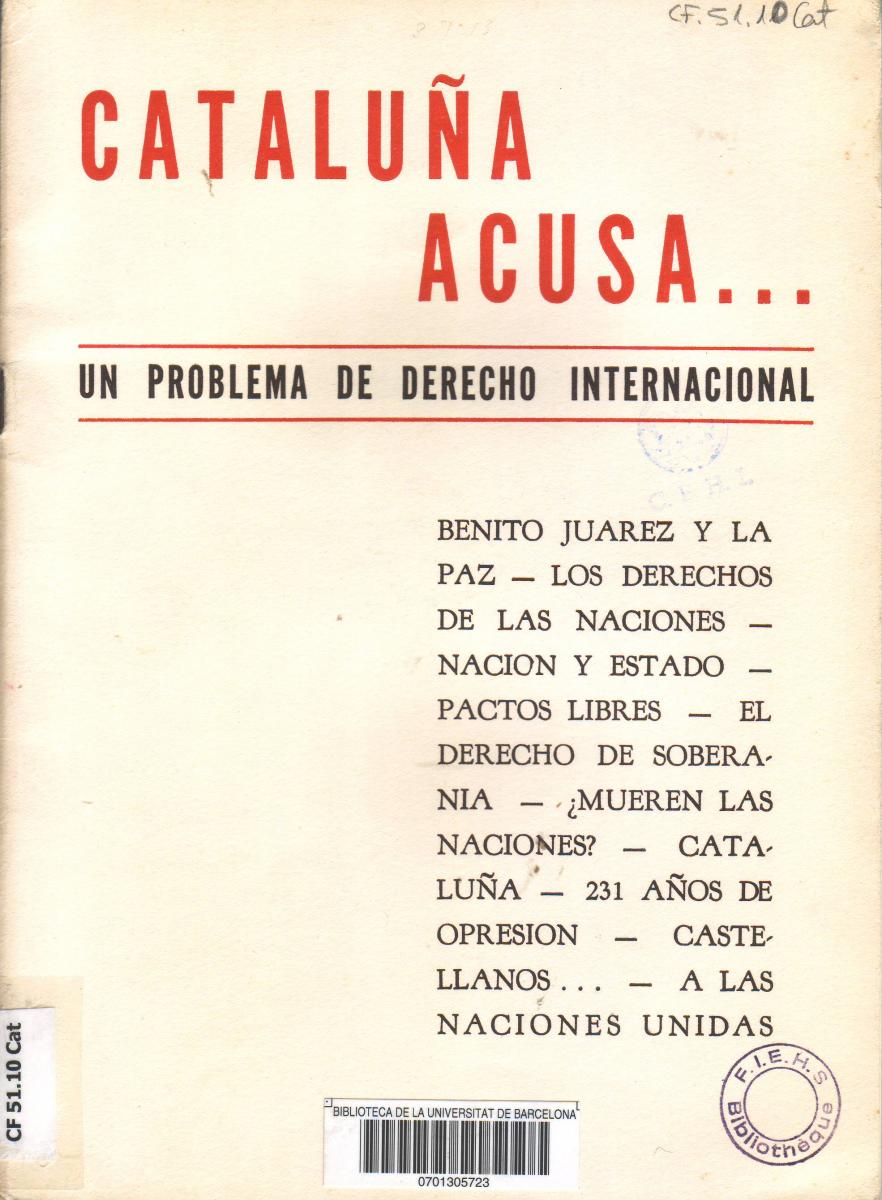 CF. 51.10 Cat
CATALUÑA
ACUSA...
UN PROBLEMA DE DERECHO INTERNACIONAL
BENITO JUAREZ Y LA
PAZ — LOS DERECHOS
DE LAS NACIONES —
NACION Y ESTADO —
PACTOS LIBRES — EL
DERECHO DE SOBERA-
NIA — ¿MUEREN LAS
NACIONES? — CATA-
LUÑA — 231 AÑOS DE
OPRESION — CASTE-
LLANOS... — A LAS
NACIONES UNIDAS
F.I.E.H.S
Bibliothèque
CF 51.10 Cat
BIBLIOTECA DE LA UNIVERSITAT DE BARCELONA
0701305723